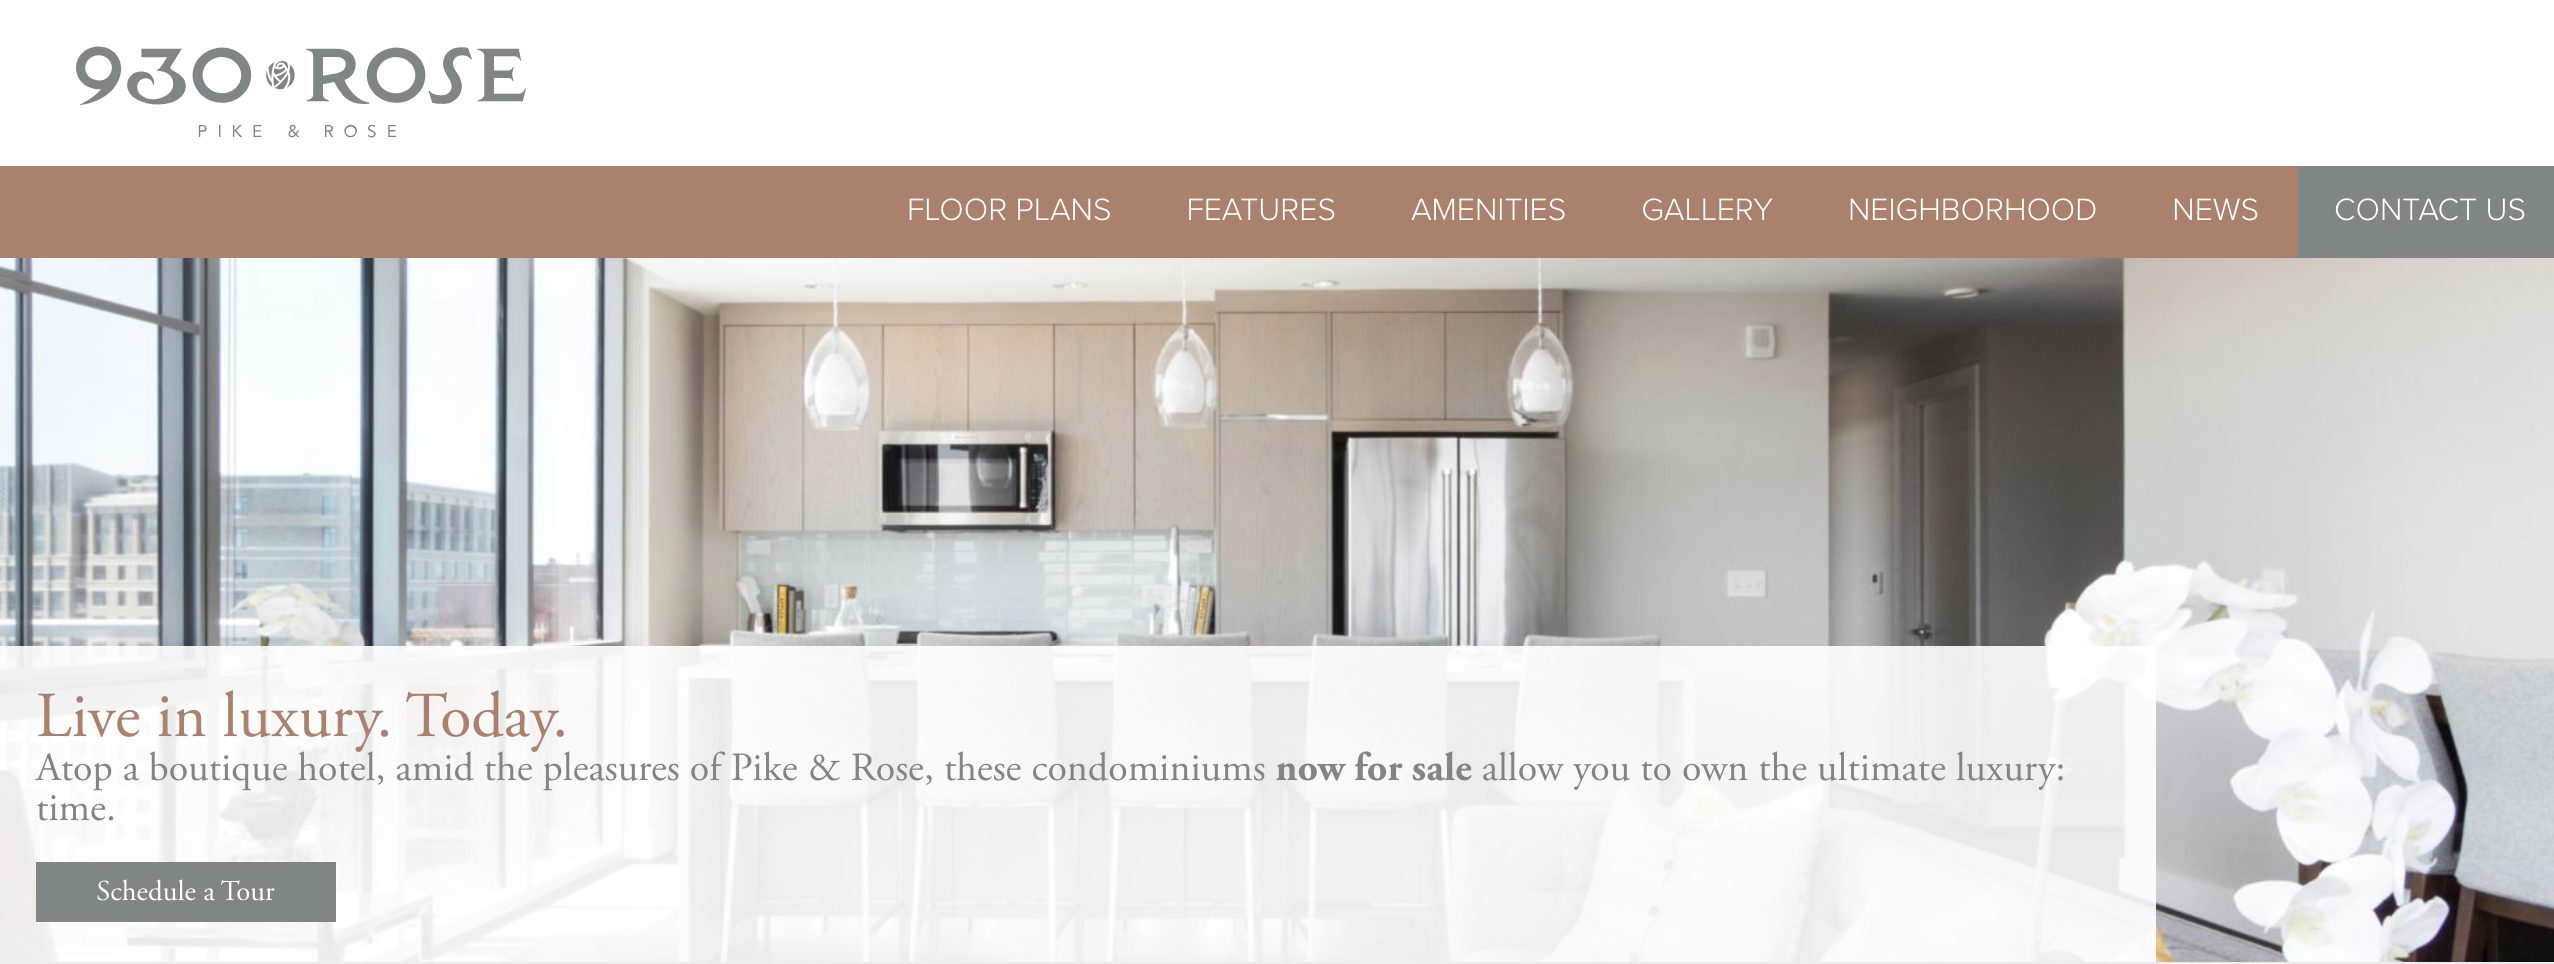 930 ROSE
PIKE & ROSE
FLOOR PLANS
FEATURES
AMENITIES
GALLERY
NEIGHBORHOOD
NEWS
CONTACT US
Live in luxury. Today.
Atop a boutique hotel, amid the pleasures of Pike & Rose, these condominiums now for sale allow you to own the ultimate luxury:
time.
Schedule a Tour